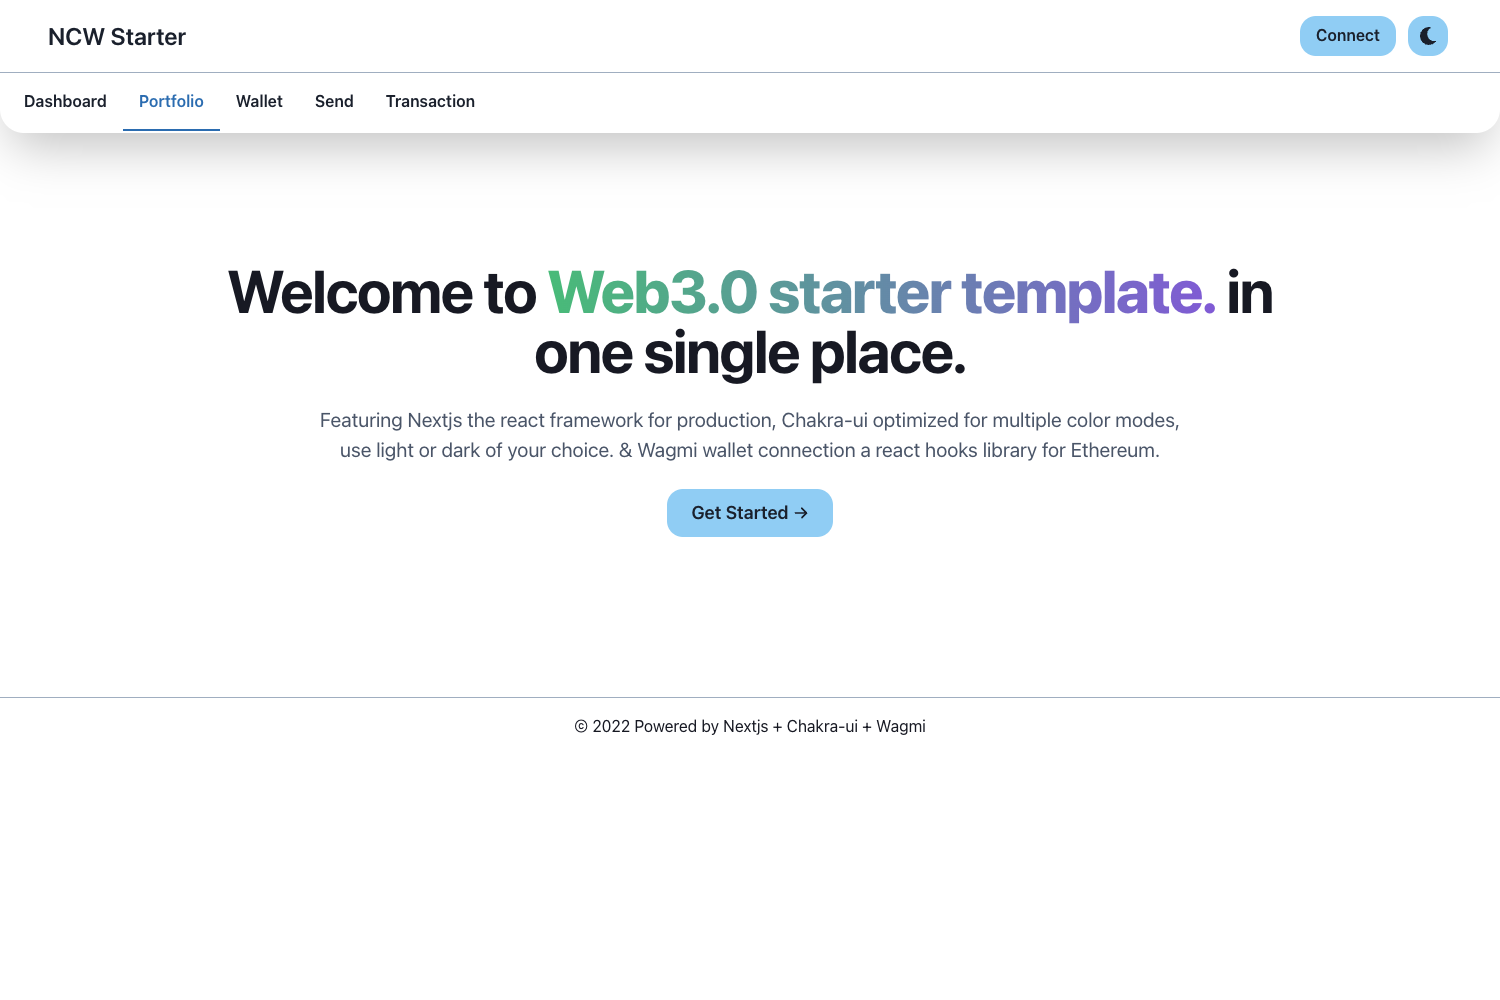 NCW Starter
Connect
Dashboard Portfolio Wallet Send Transaction
Welcome to Web3.0 starter template. in
one single place.
Featuring Nextjs the react framework for production, Chakra-ui optimized for multiple color modes,
use light or dark of your choice. & Wagmi wallet connection a react hooks library for Ethereum.
Get Started →
© 2022 Powered by Nextjs + Chakra-ui + Wagmi